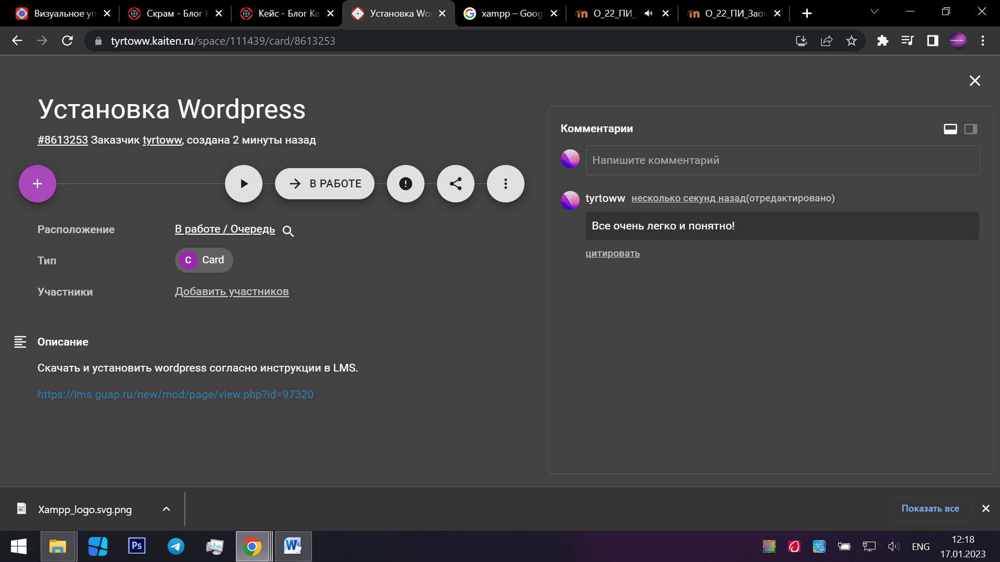 Визуальное уп
Скрам - Блог К
Кейс - Блог Ка
Установка Wo
xampp – Goog
О_22_ПИ_З
О_22_ПИ_Заоч
tyrtoww.kaiten.ru/space/111439/card/8613253
Установка Wordpress
#8613253 Заказчик tyrtoww, создана 2 минуты назад
В РАБОТЕ
Расположение
В работе / Очередь
Тип
C Card
Участники
Добавить участников
Описание
Скачать и установить wordpress согласно инструкции в LMS.
https://lms.guap.ru/new/mod/page/view.php?id=97320
Комментарии
Напишите комментарий
tyrtoww несколько секунд назад(отредактировано)
Все очень легко и понятно!
цитировать
Xampp_logo.svg.png
Показать все
Ps
W
ENG
12:18
17.01.2023